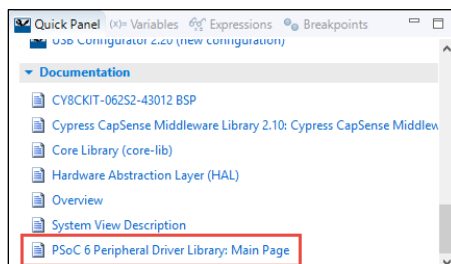 Quick Panel (x)= Variables Expressions Breakpoints
USB Configurator 2.20 (new configuration)
Documentation
CY8CKIT-062S2-43012 BSP
Cypress CapSense Middleware Library 2.10: Cypress CapSense Middlew
Core Library (core-lib)
Hardware Abstraction Layer (HAL)
Overview
System View Description
PSoC 6 Peripheral Driver Library: Main Page